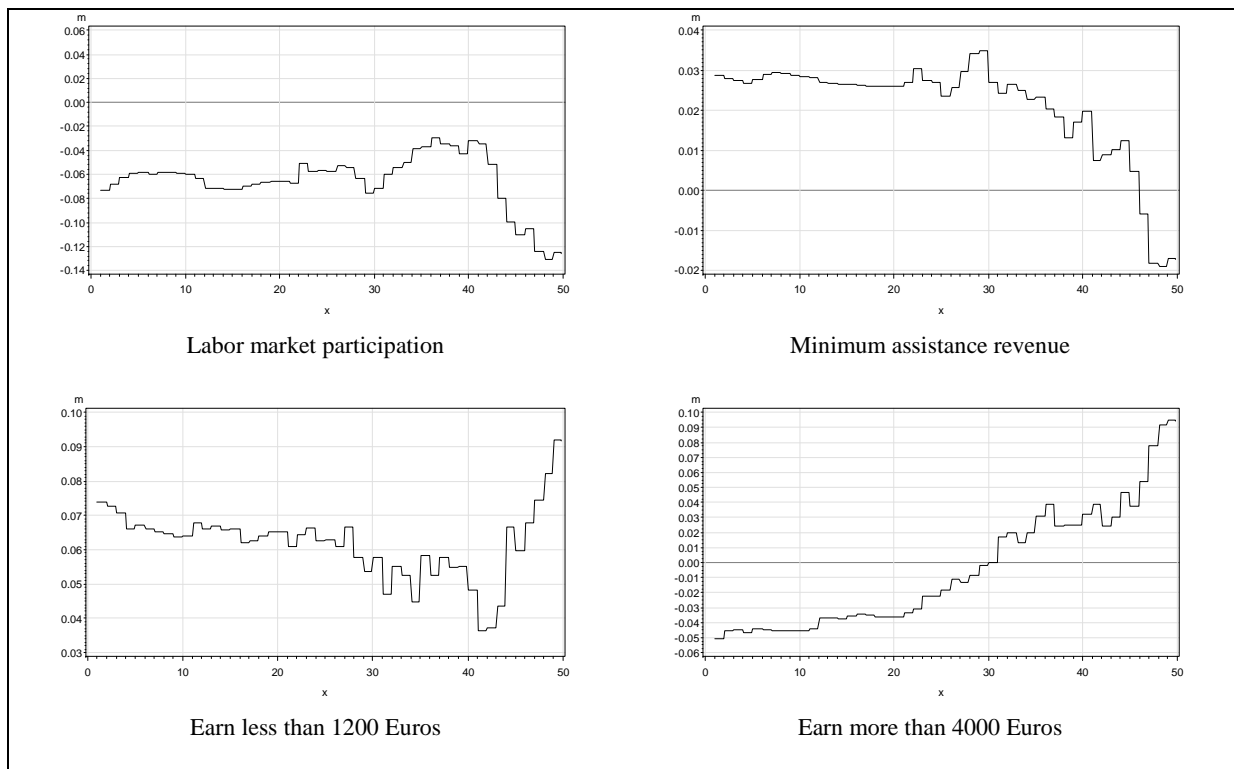 m
0.06
0.04
0.02
0.00
-0.02
-0.04
-0.06
-0.08
-0.10
-0.12
-0.14
0 10 20 30 40 50
x
Labor market participation
m
0.04
0.03
0.02
0.01
0.00
-0.01
-0.02
0 10 20 30 40 50
x
Minimum assistance revenue
m
0.10
0.09
0.08
0.07
0.06
0.05
0.04
0.03
0 10 20 30 40 50
x
Earn less than 1200 Euros
m
0.10
0.09
0.08
0.07
0.06
0.05
0.04
0.03
0.02
0.01
0.00
-0.01
-0.02
-0.03
-0.04
-0.05
-0.06
0 10 20 30 40 50
x
Earn more than 4000 Euros